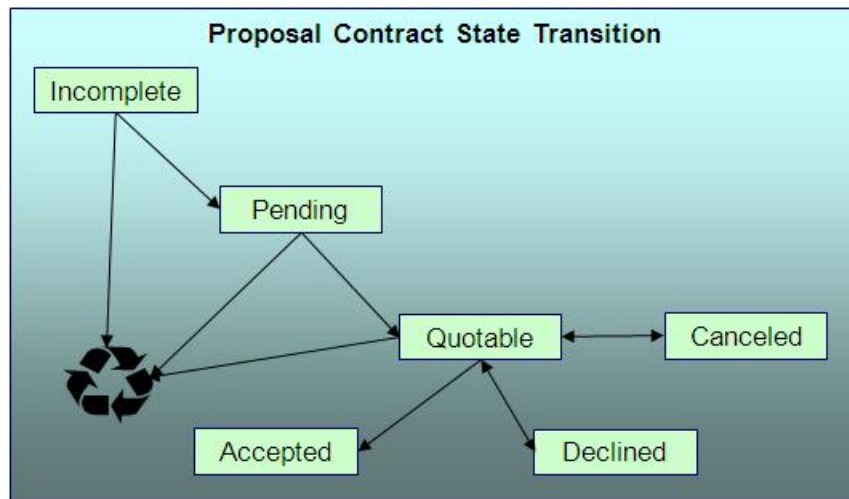 Proposal Contract State Transition
Incomplete
Pending
Quotable
Canceled
Accepted
Declined